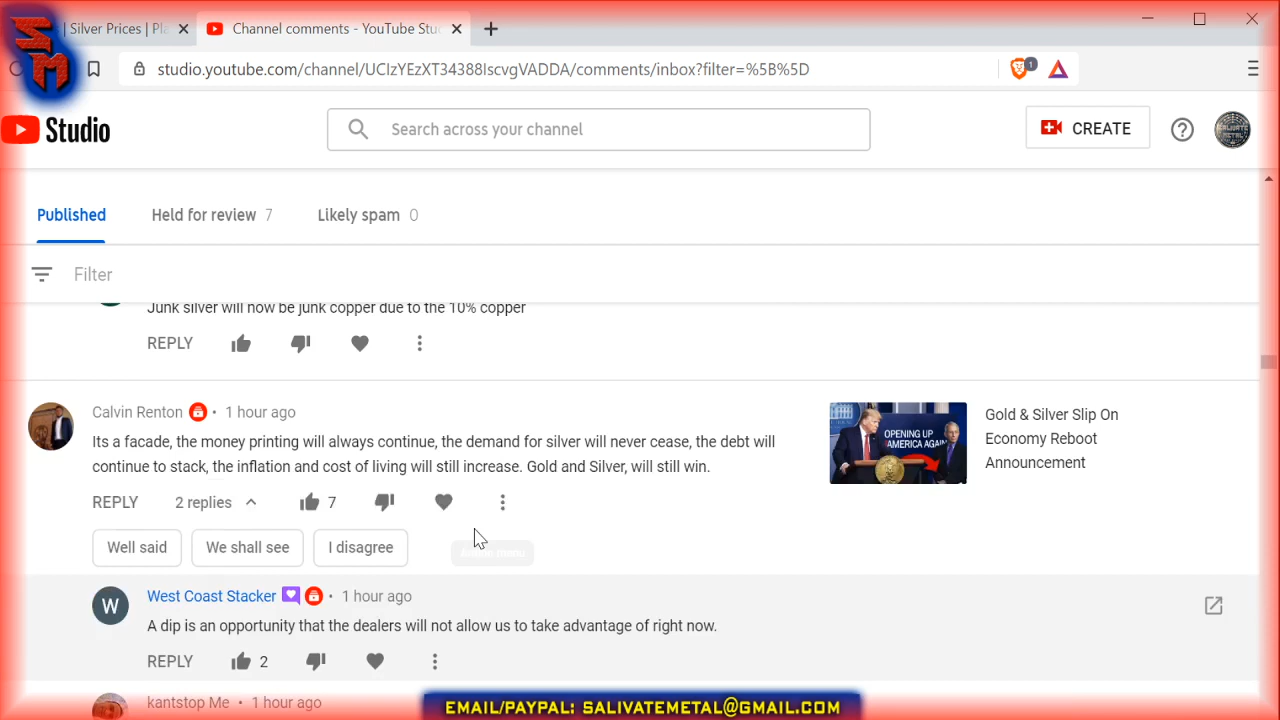 SM
| Silver Prices | Pla
Channel comments - YouTube Stu
studio.youtube.com/channel/UCIzYEzXT34388IscvgVADDA/comments/inbox?filter=%5B%5D
1
Studio
Search across your channel
CREATE
SALIVATE
METAL
Published
Held for review 7
Likely spam 0
Filter
Junk silver will now be junk copper due to the 10% copper
REPLY
Calvin Renton • 1 hour ago
Its a facade, the money printing will always continue, the demand for silver will never cease, the debt will
continue to stack, the inflation and cost of living will still increase. Gold and Silver, will still win.
OPENING UP
AMERICA AGAIN
Gold & Silver Slip On
Economy Reboot
Announcement
REPLY 2 replies 7
Well said We shall see I disagree
Action menu
W
West Coast Stacker • 1 hour ago
A dip is an opportunity that the dealers will not allow us to take advantage of right now.
REPLY 2
kantstop Me • 1 hour ago
EMAIL/PAYPAL: SALIVATEMETAL@GMAIL.COM